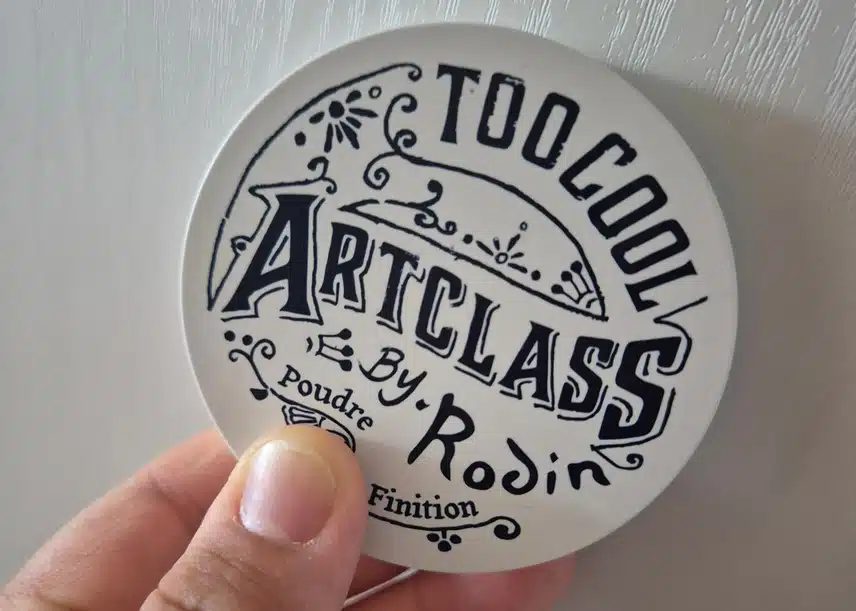 TOO COOL
ARTCLASS
By. Rodin
Poudre
Finition